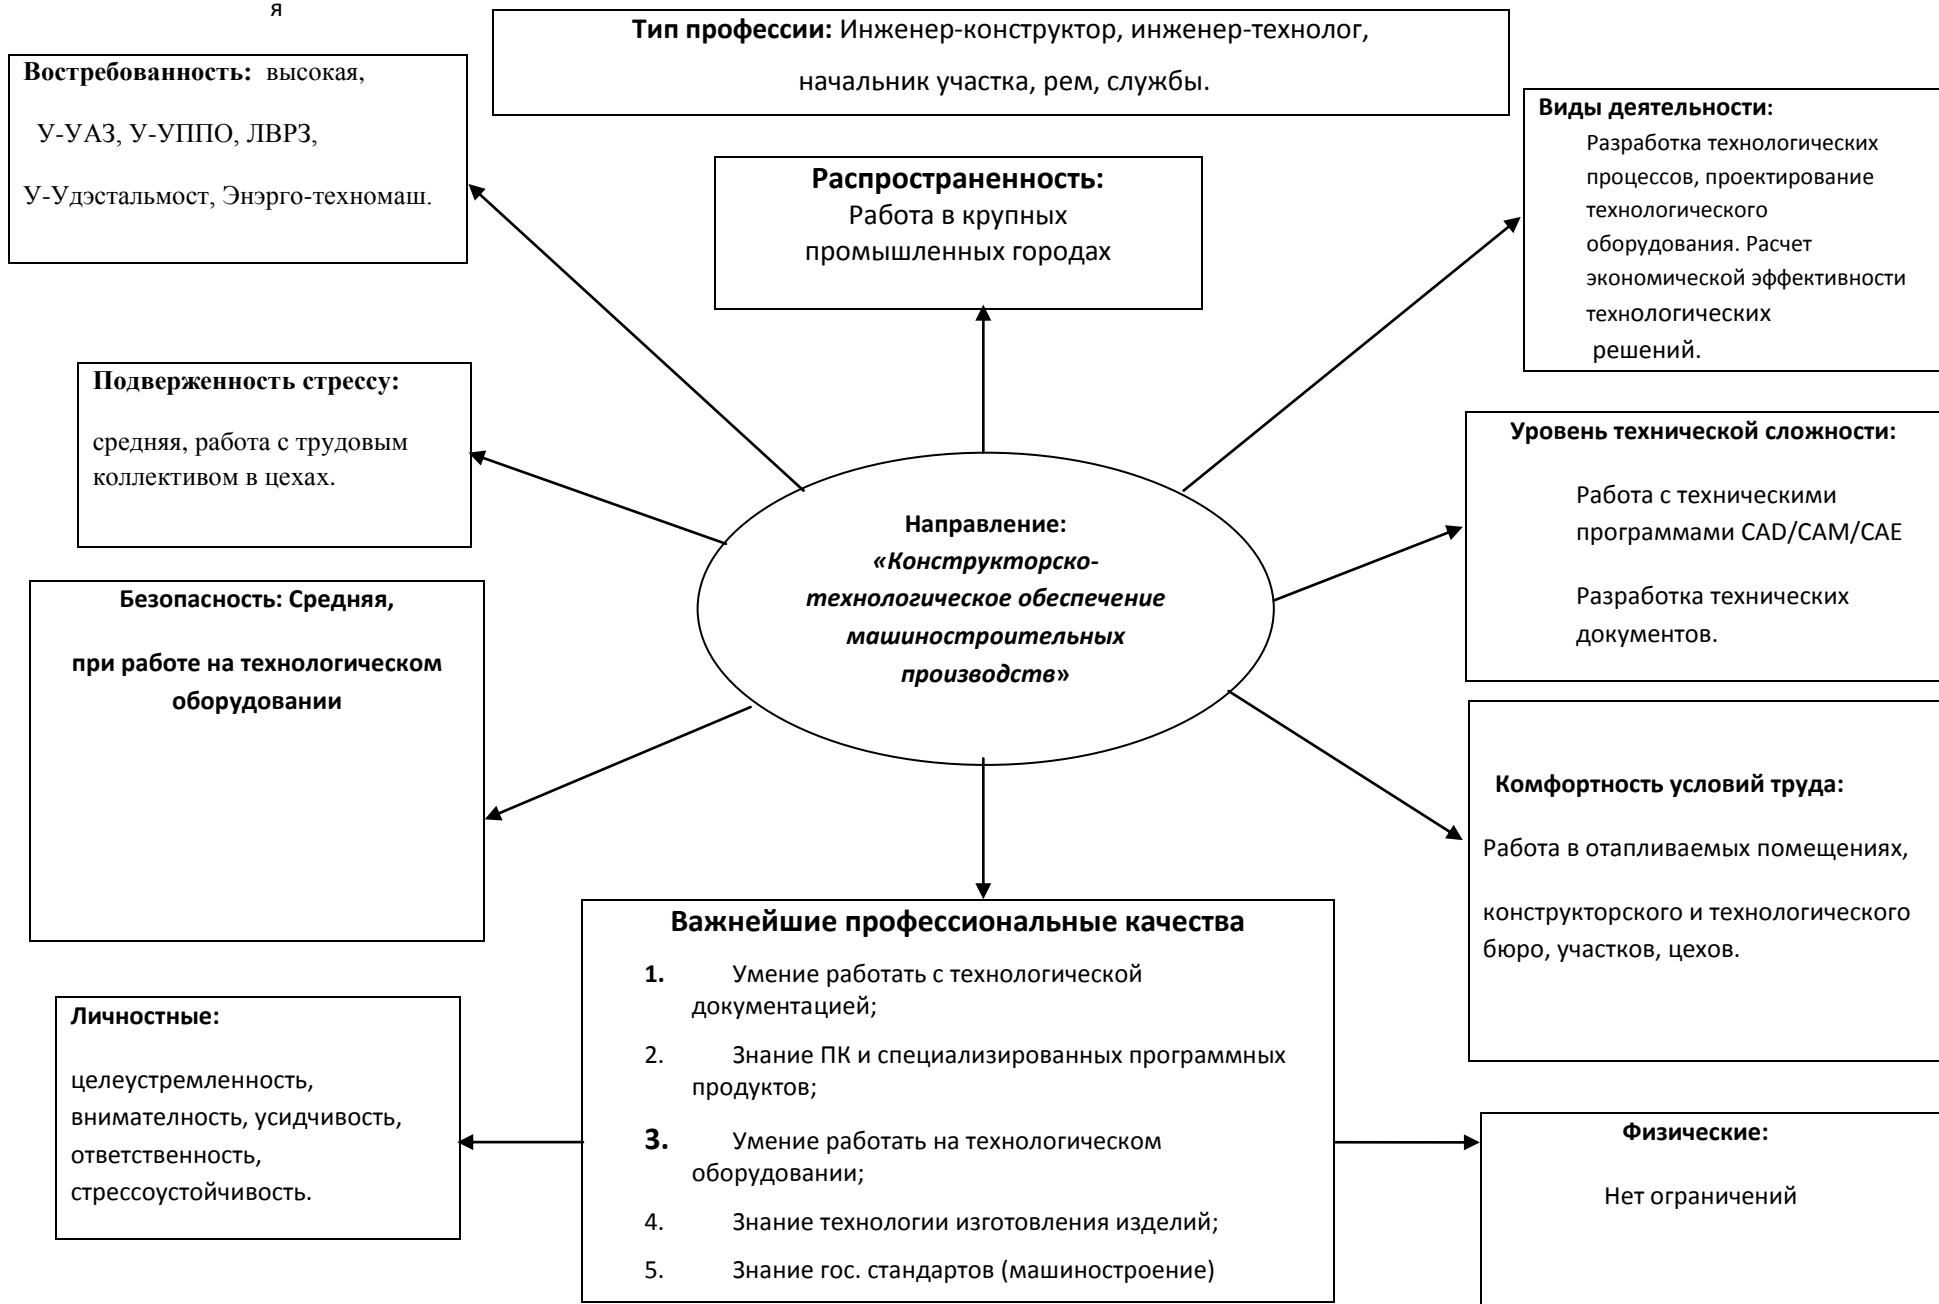 я
Тип профессии: Инженер-конструктор, инженер-технолог,
начальник участка, рем, службы.
Востребованность: высокая,
У-УАЗ, У-УППО, ЛВРЗ,
У-Удэстальмост, Энэрго-техномаш.
Распространенность:
Работа в крупных
промышленных городах
Виды деятельности:
Разработка технологических
процессов, проектирование
технологического
оборудования. Расчет
экономической эффективности
технологических
решений.
Подверженность стрессу:
средняя, работа с трудовым
коллективом в цехах.
Уровень технической сложности:
Работа с техническими
программами CAD/CAM/CAE
Разработка технических
документов.
Направление:
«Конструкторско-
технологическое обеспечение
машиностроительных
производств»
Безопасность: Средняя,
при работе на технологическом
оборудовании
Комфортность условий труда:
Работа в отапливаемых помещениях,
конструкторского и технологического
бюро, участков, цехов.
Важнейшие профессиональные качества
1. Умение работать с технологической
документацией;
2. Знание ПК и специализированных программных
продуктов;
3. Умение работать на технологическом
оборудовании;
4. Знание технологии изготовления изделий;
5. Знание гос. стандартов (машиностроение)
Личностные:
целеустремленность,
внимателность, усидчивость,
ответственность,
стрессоустойчивость.
Физические:
Нет ограничений